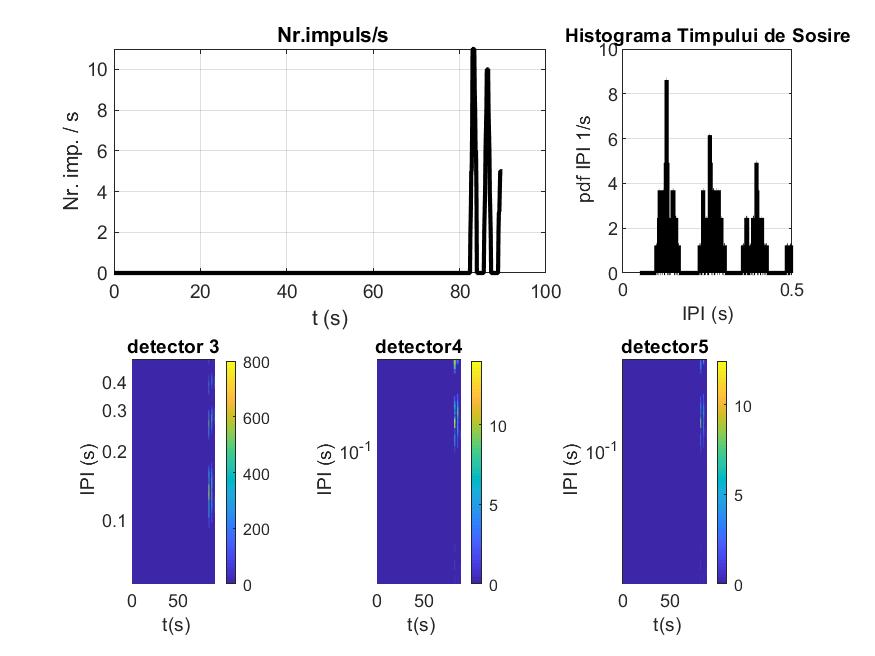 Nr.impuls/s
Nr. imp. / s
10
8
6
4
2
0
0 20 40 60 80 100
t (s)
Histograma Timpului de Sosire
pdf IPI 1/s
10
8
6
4
2
0
0 0.5
IPI (s)
detector 3
IPI (s)
0.4
0.3
0.2
0.1
0 50
t(s)
800
600
400
200
0
detector4
IPI (s)
10-1
0 50
t(s)
10
5
0
detector5
IPI (s)
10-1
0 50
t(s)
10
5
0